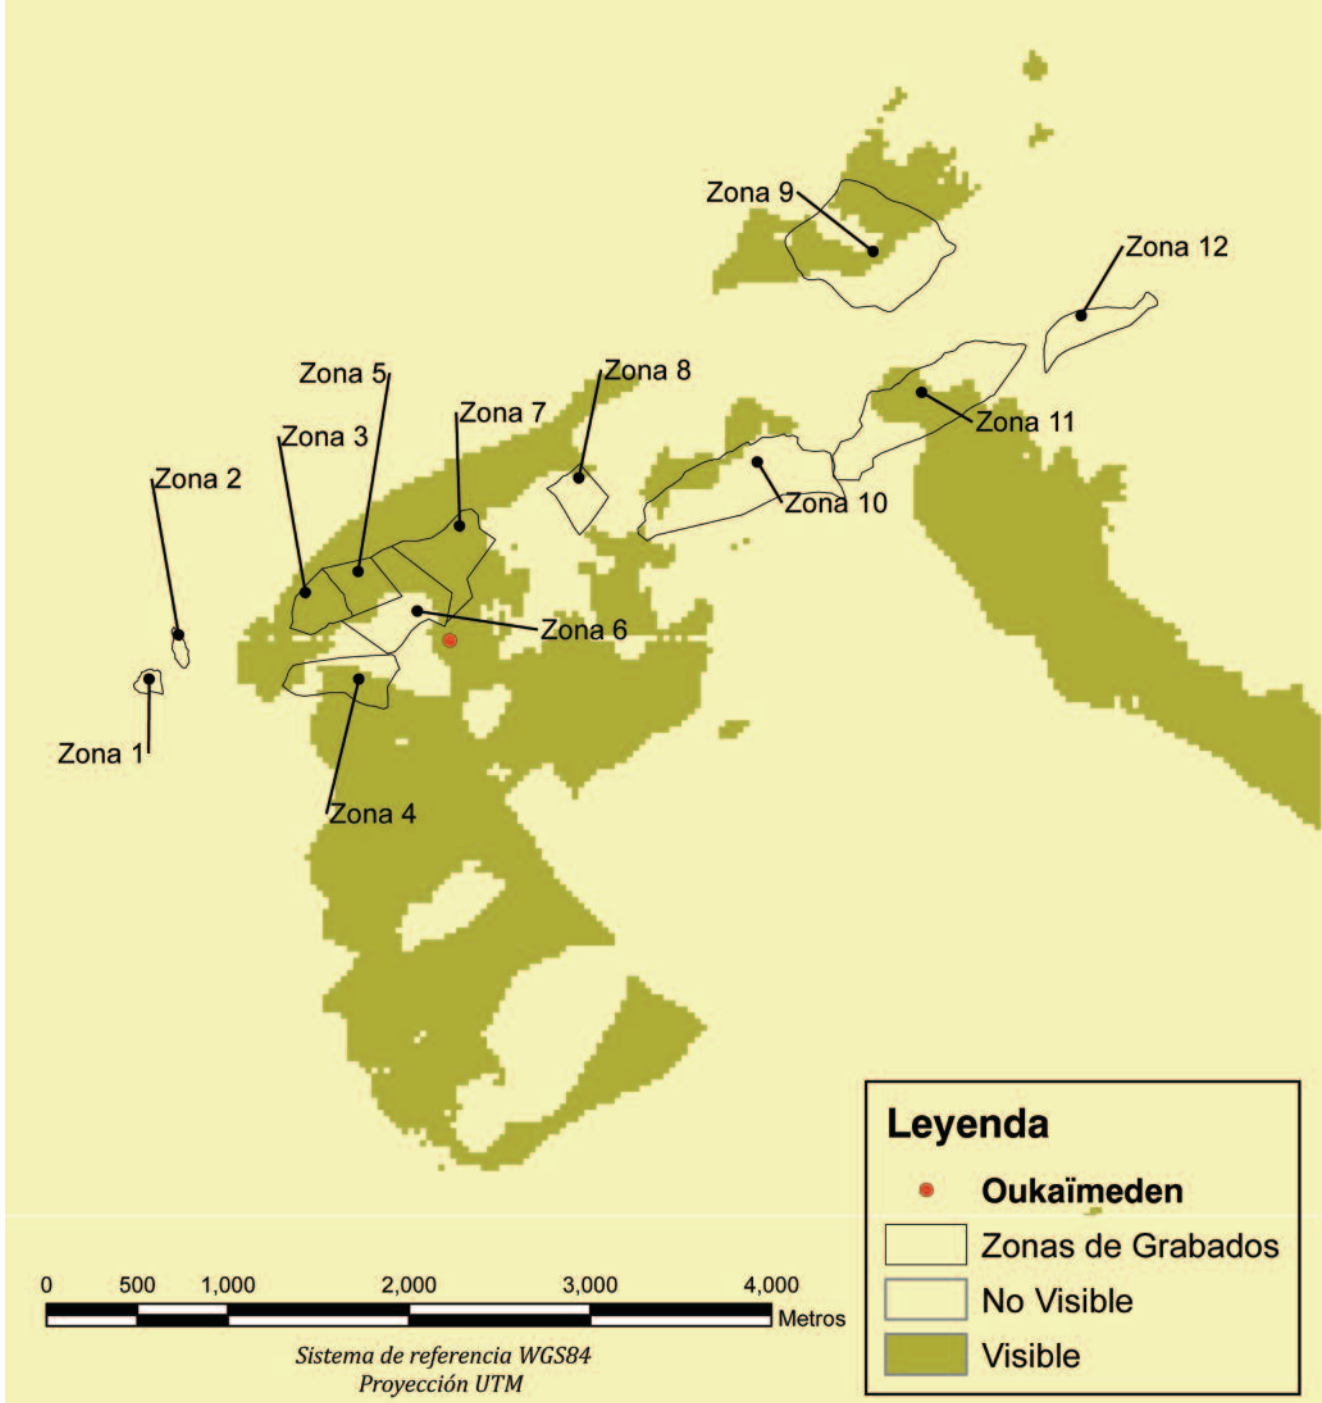 Zona 9
Zona 12
Zona 5
Zona 8
Zona 7
Zona 3
Zona 11
Zona 2
Zona 10
Zona 6
Zona 1
Zona 4
Leyenda
Oukaïmeden
Zonas de Grabados
No Visible
Visible
0 500 1,000 2,000 3,000 4,000
Metros
Sistema de referencia WGS84
Proyección UTM